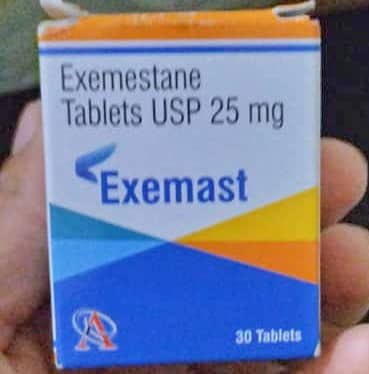 Exemestane
Tablets USP 25 mg
Exemast
A
30 Tablets